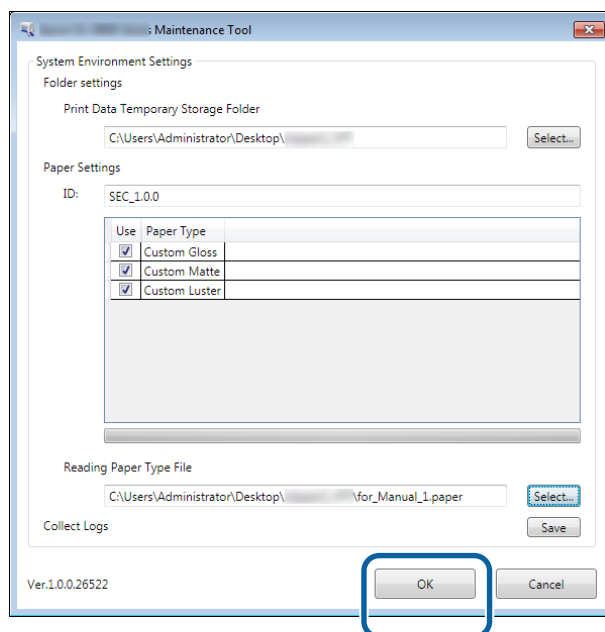 Maintenance Tool
System Environment Settings
Folder settings
Print Data Temporary Storage Folder
C:\Users\Administrator\Desktop\
Select...
Paper Settings
ID: SEC_1.0.0
Use Paper Type
Custom Gloss
Custom Matte
Custom Luster
Reading Paper Type File
C:\Users\Administrator\Desktop\ \for_Manual_1.paper Select...
Collect Logs Save
Ver.1.0.0.26522 OK Cancel